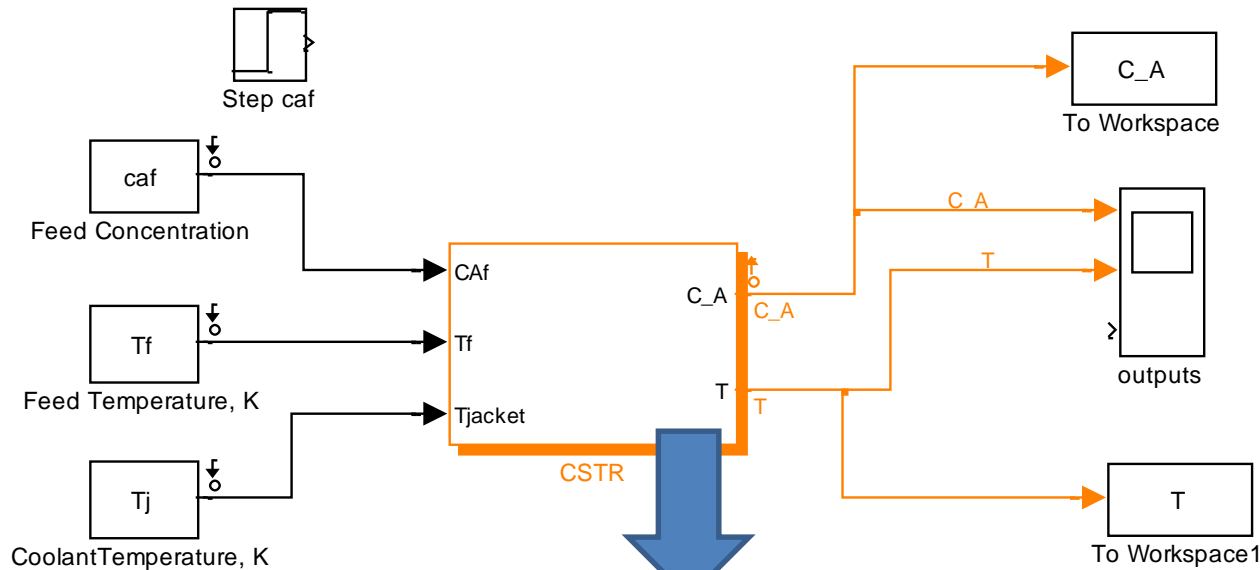 Step caf
C_A
To Workspace
caf
Feed Concentration
CAf
C_A
C_A
C_A
T
Tf
Feed Temperature, K
Tf
outputs
T
T
Tjacket
CSTR
Tj
CoolantTemperature, K
T
To Workspace1